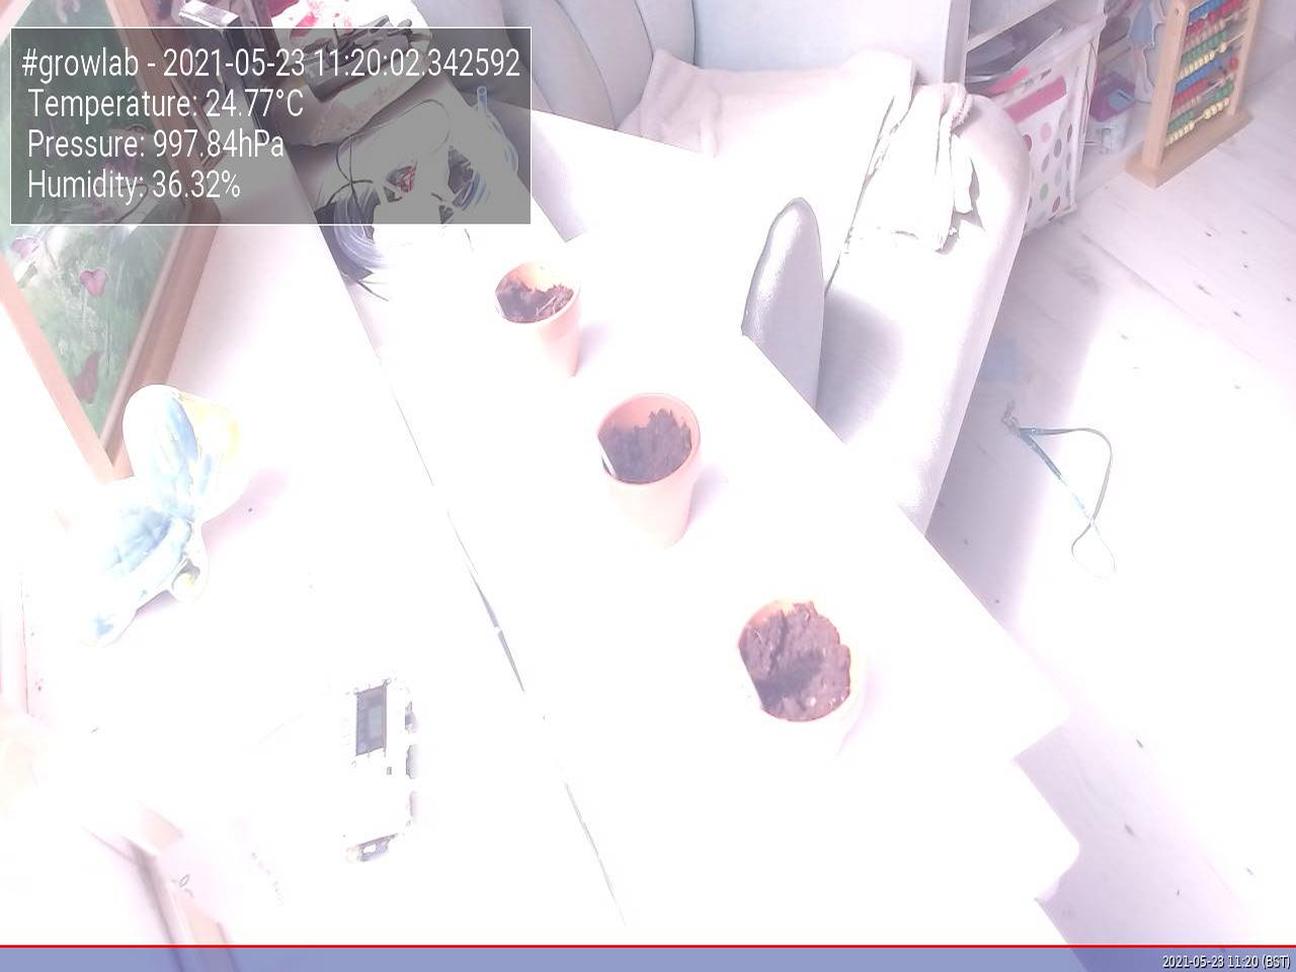 #growlab - 2021-05-23 11:20:02.342592
Temperature: 24.77°C
Pressure: 997.84hPa
Humidity: 36.32%
2021-05-23 11:20 (BST)